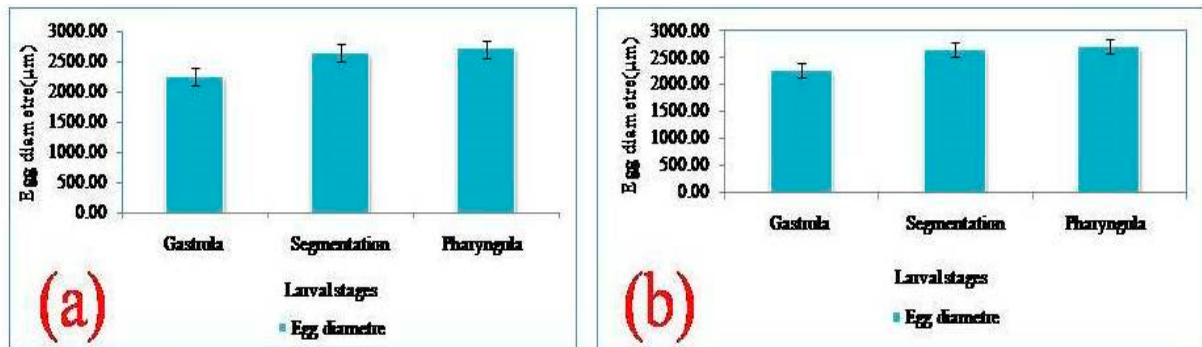 Egg diametre(µm)
3000.00
2500.00
2000.00
1500.00
1000.00
500.00
0.00
Gastrula Segmentation Pharyngula
Larval stages
Egg diametre
(a)
Egg diametre(µm)
3000.00
2500.00
2000.00
1500.00
1000.00
500.00
0.00
Gastrula Segmentation Pharyngula
Larval stages
Egg diametre
(b)